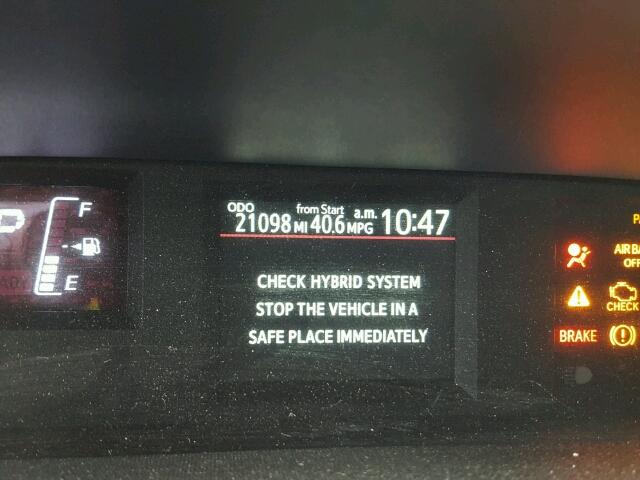 P
F
E
ODO
21098 MI
from Start
40.6 MPG
a.m.
10:47
CHECK HYBRID SYSTEM
STOP THE VEHICLE IN A
SAFE PLACE IMMEDIATELY
AIR BA
OFF
CHECK
BRAKE